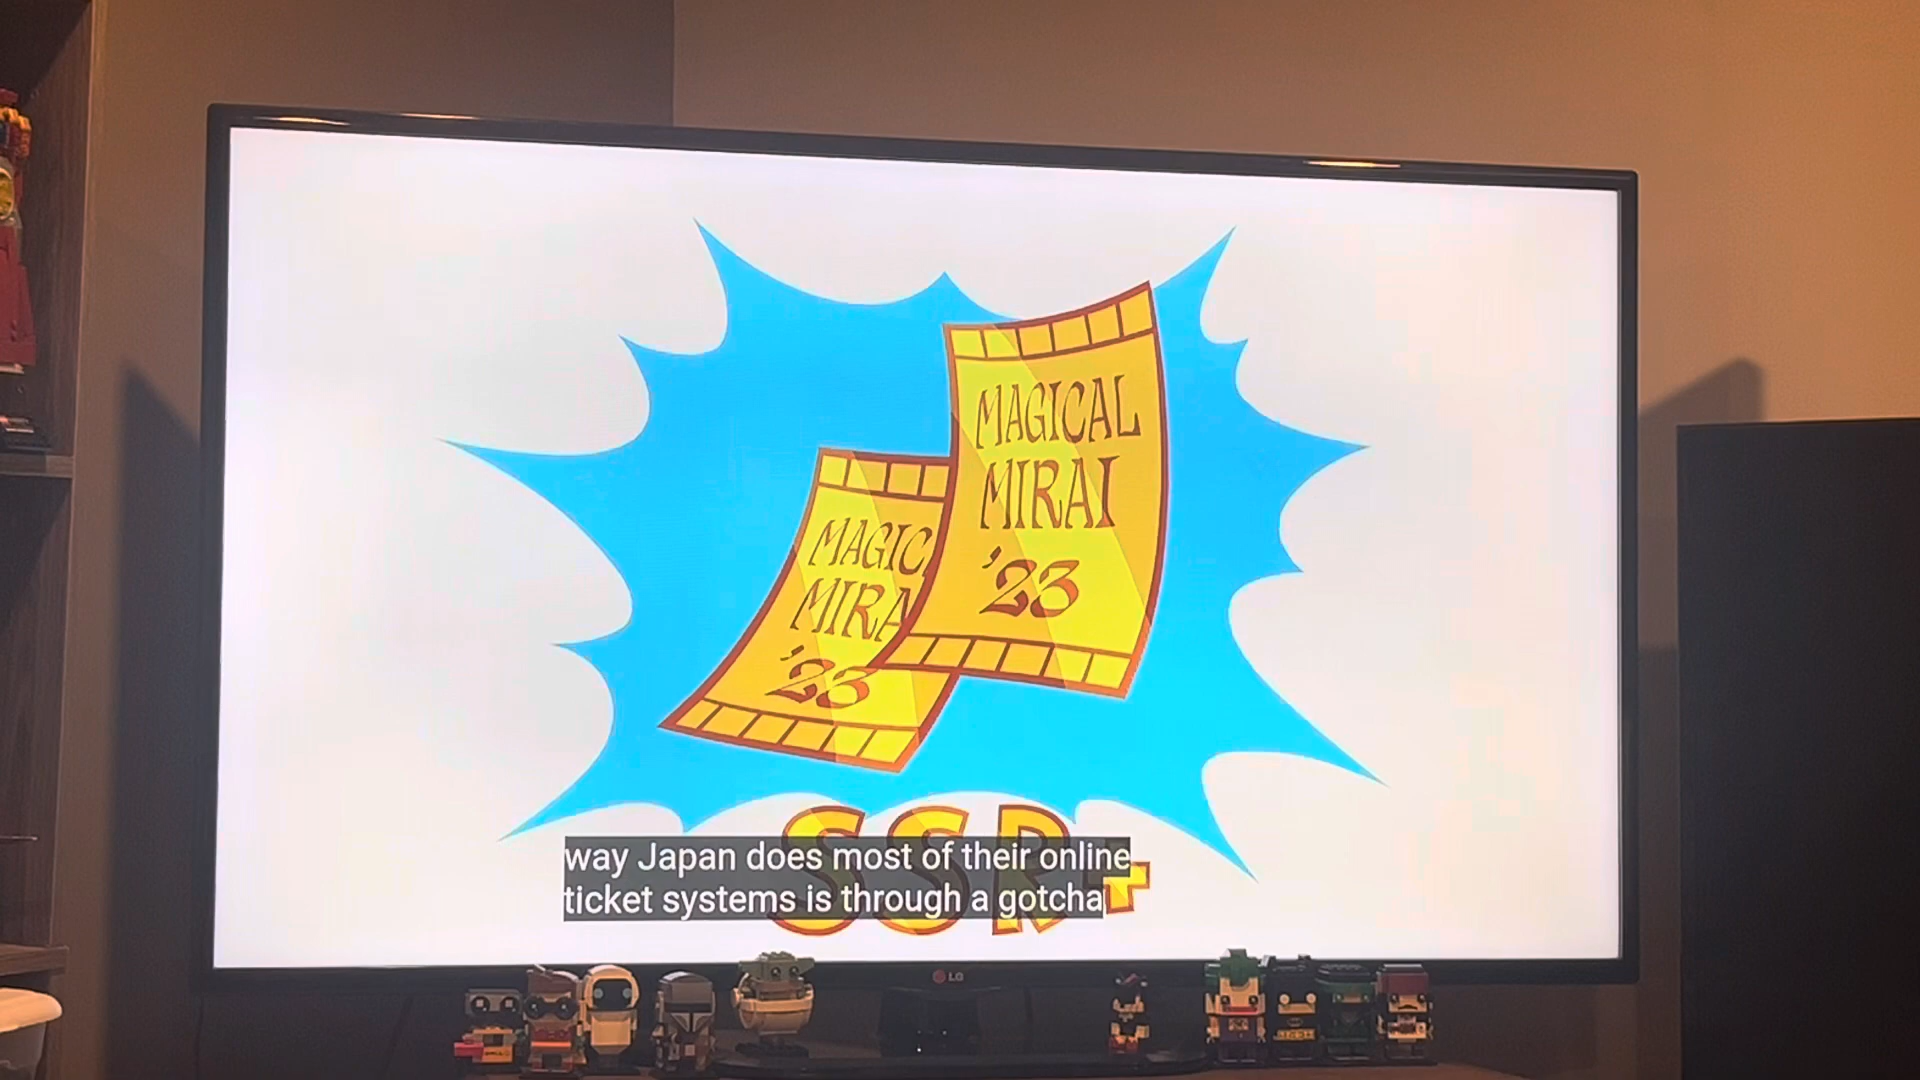 MAGICAL
MIRAI
'23
MAGIC
MIRA
'23
SSR+
way Japan does most of their online
ticket systems is through a gotcha
LG